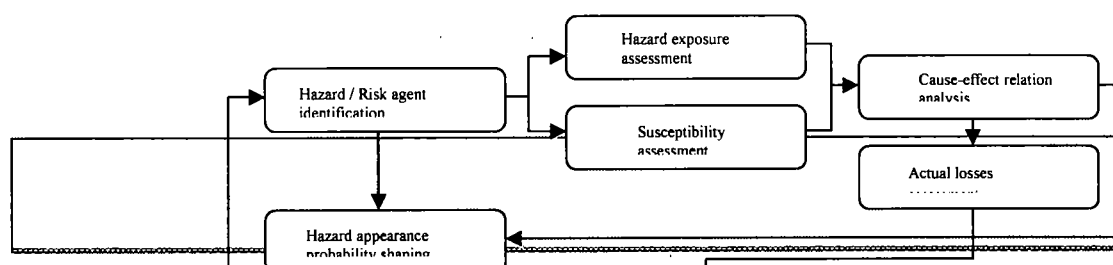 Hazard exposure
assessment
Hazard / Risk agent
identification
Cause-effect relation
analysis
Susceptibility
assessment
Actual losses
Hazard appearance
probability shaping